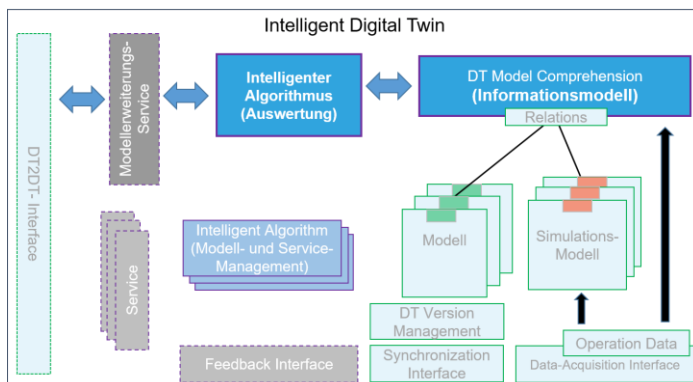 Intelligent Digital Twin
DT2DT- Interface
Modellerweiterungs-
Service
Intelligenter
Algorithmus
(Auswertung)
DT Model Comprehension
(Informationsmodell)
Relations
Service
Intelligent Algorithm
(Modell- und Service-
Management)
Modell
Simulations-
Modell
DT Version
Management
Operation Data
Feedback Interface
Synchronization
Interface
Data-Acquisition Interface